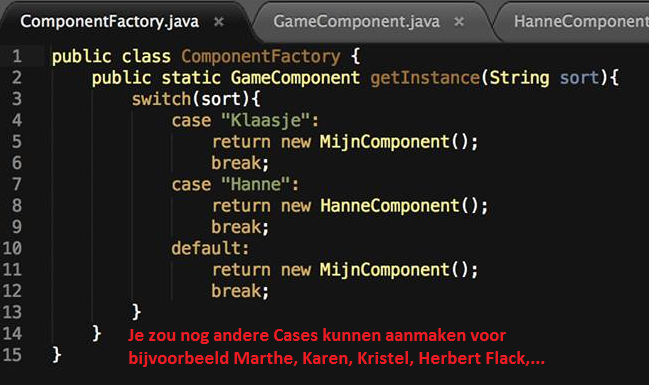 ComponentFactory.java × GameComponent.java × HanneComponent
1 public class ComponentFactory {
2 public static GameComponent getInstance(String sort){
3 switch(sort){
4 case "Klaasje":
5 return new MijnComponent();
6 break;
7 case "Hanne":
8 return new HanneComponent();
9 break;
10 default:
11 return new MijnComponent();
12 break;
13 }
14 } Je zou nog andere Cases kunnen aanmaken voor
15 } bijvoorbeeld Marthe, Karen, Kristel, Herbert Flack,...